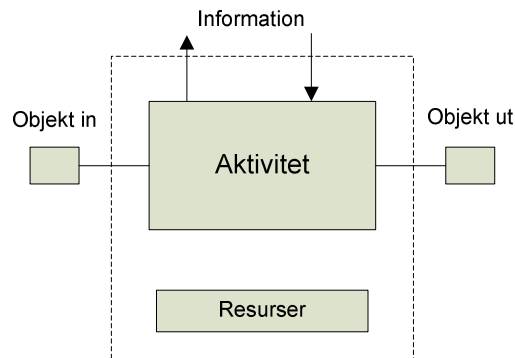 Information
Objekt in
Objekt ut
Aktivitet
Resurser